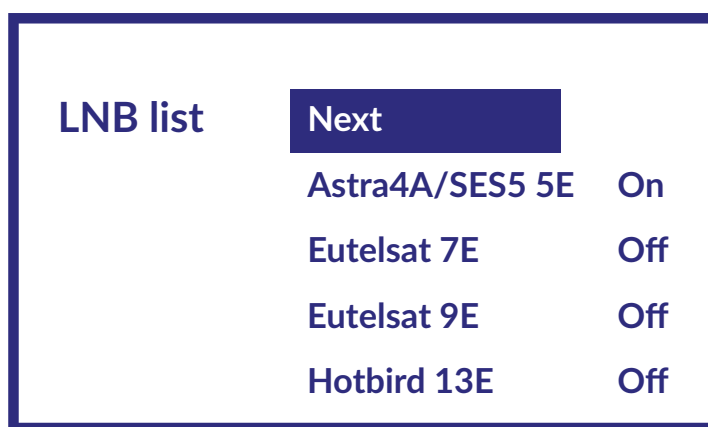 LNB list Next
Astra4A/SES5 5E On
Eutelsat 7E Off
Eutelsat 9E Off
Hotbird 13E Off